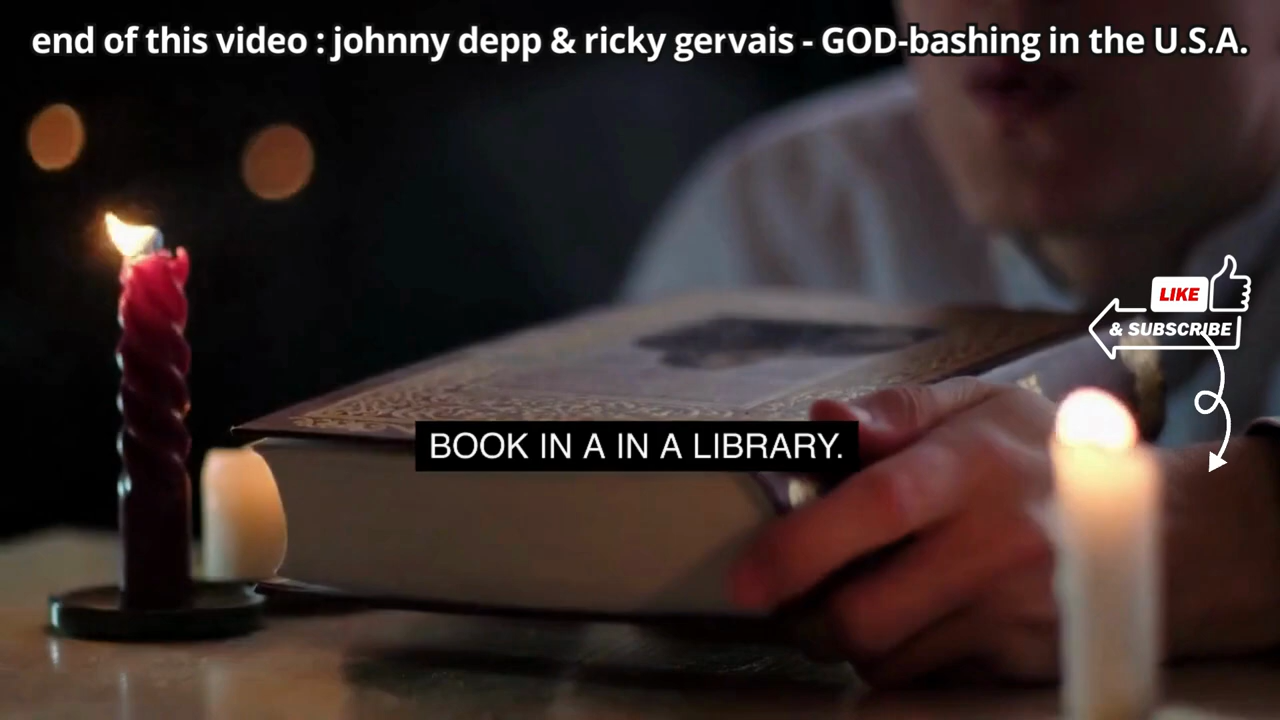 end of this video : johnny depp & ricky gervais - GOD-bashing in the U.S.A.
LIKE
& SUBSCRIBE
BOOK IN A IN A LIBRARY.